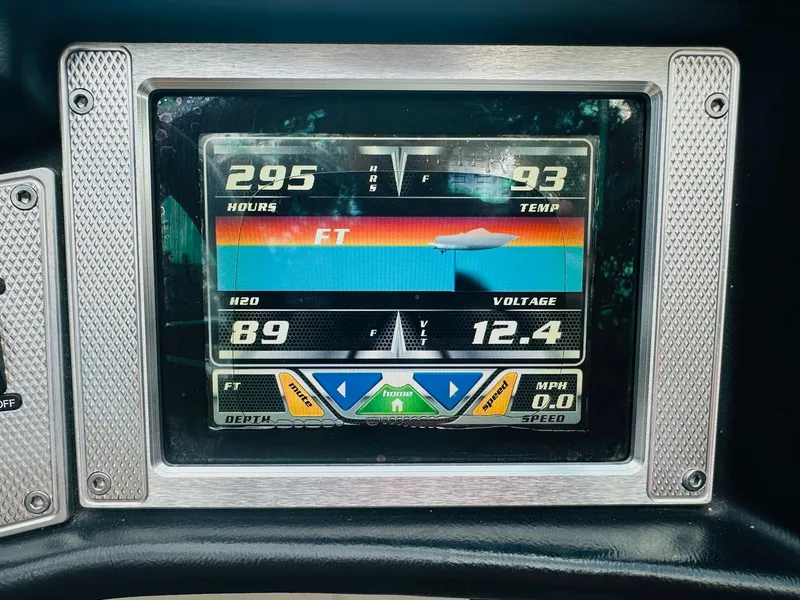 295 HRS F 93
HOURS TEMP
FT
H2O VOLTAGE
89 F VLT 12.4
FT mute home speed MPH
0.0
DEPTH SPEED
OFF